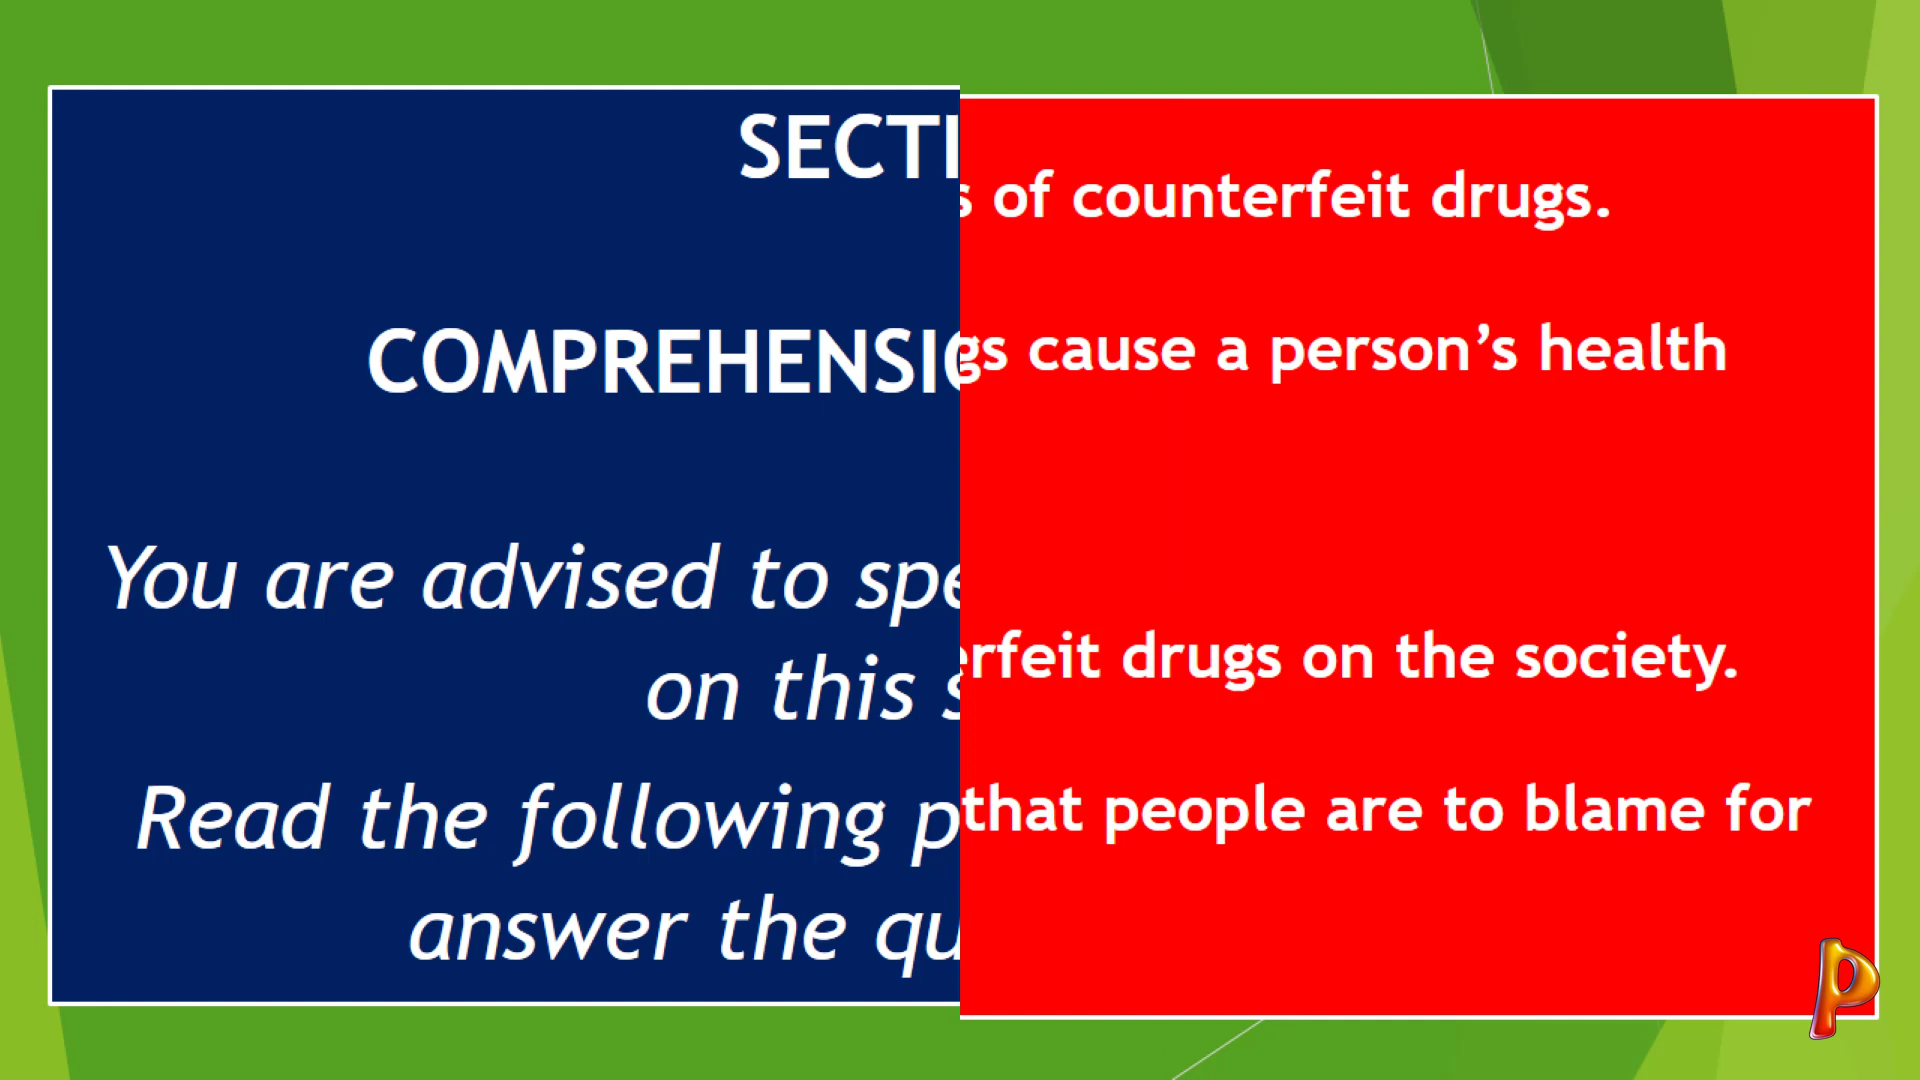 SECTI
COMPREHENSI
You are advised to spe
on this s
Read the following p
answer the qu
s of counterfeit drugs.
gs cause a person’s health
erfeit drugs on the society.
that people are to blame for
P